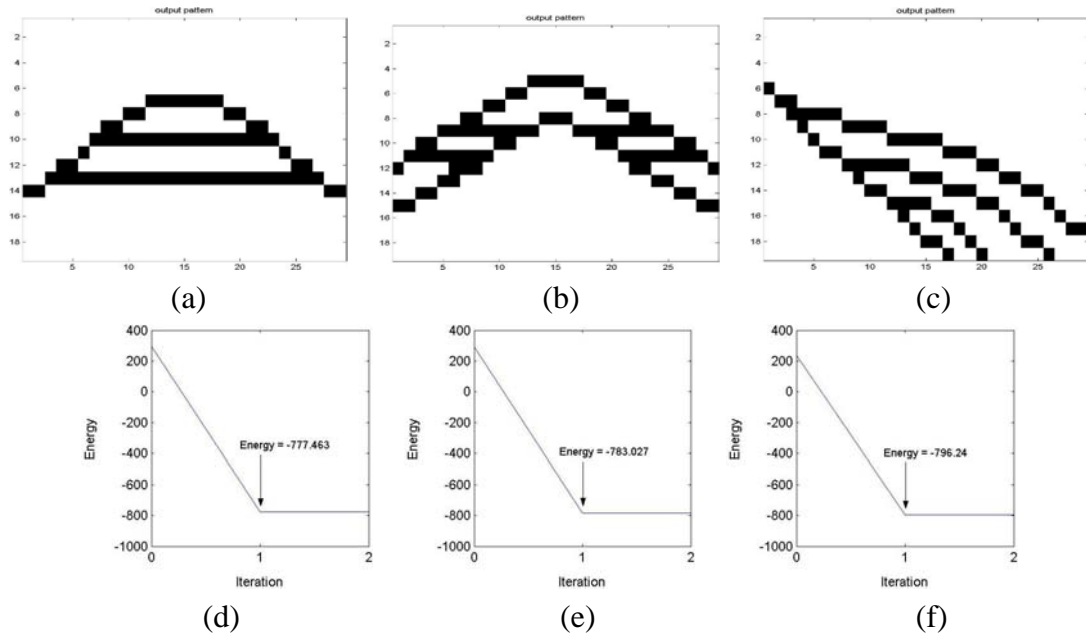 output pattern
2
4
6
8
10
12
14
16
18
5 10 15 20 25
(a)
output pattern
2
4
6
8
10
12
14
16
18
5 10 15 20 25
(b)
output pattern
2
4
6
8
10
12
14
16
18
5 10 15 20 25
(c)
400
200
0
-200
-400
-600
-800
-1000
Energy
Energy = -777.463
0 1 2
Iteration
(d)
400
200
0
-200
-400
-600
-800
-1000
Energy
Energy = -783.027
0 1 2
Iteration
(e)
400
200
0
-200
-400
-600
-800
-1000
Energy
Energy = -796.24
0 1 2
Iteration
(f)